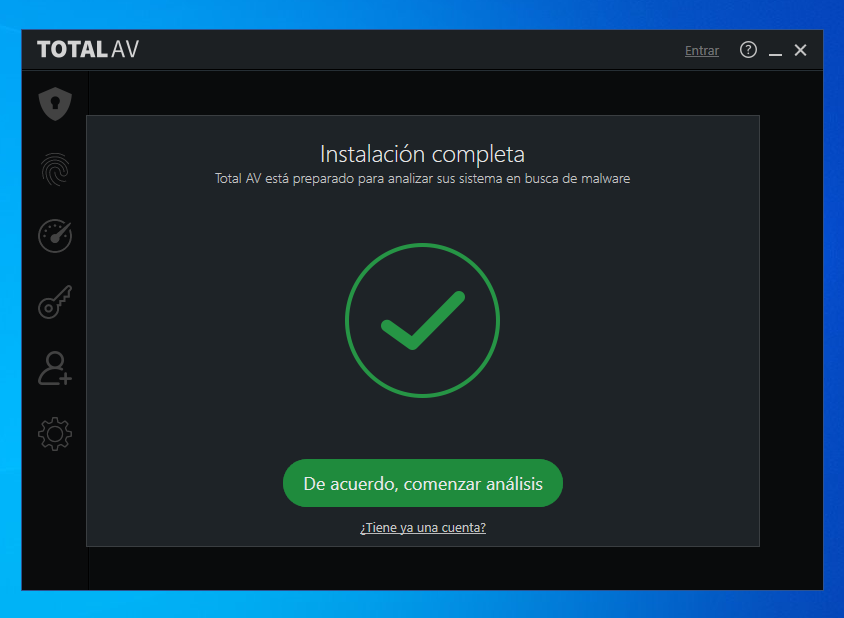 TOTAL AV
Entrar
Instalación completa
Total AV está preparado para analizar sus sistema en busca de malware
De acuerdo, comenzar análisis
¿Tiene ya una cuenta?